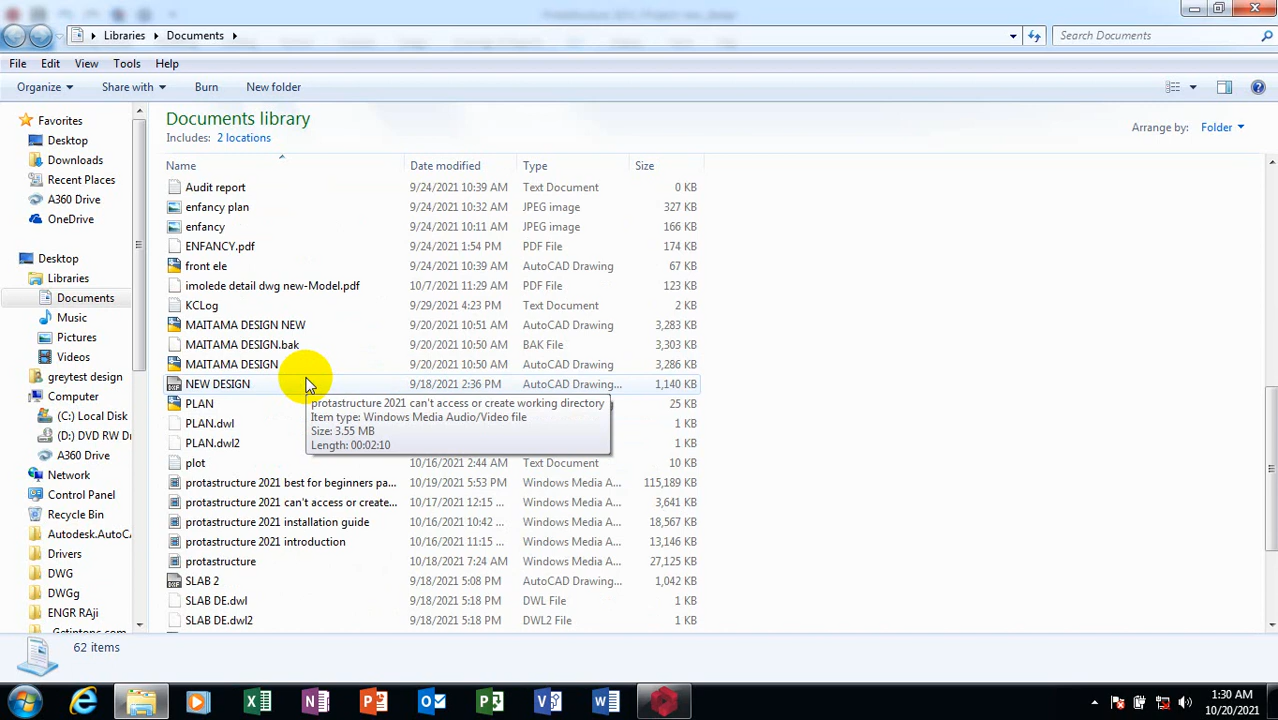 Libraries Documents
Search Documents
File Edit View Tools Help
Organize Share with Burn New folder
Documents library
Includes: 2 locations
Arrange by: Folder
Name Date modified Type Size
Audit report 9/24/2021 10:39 AM Text Document 0 KB
enfancy plan 9/24/2021 10:32 AM JPEG image 327 KB
enfancy 9/24/2021 10:11 AM JPEG image 166 KB
ENFANCY.pdf 9/24/2021 1:54 PM PDF File 174 KB
front ele 9/24/2021 10:39 AM AutoCAD Drawing 67 KB
imolede detail dwg new-Model.pdf 10/7/2021 11:29 AM PDF File 123 KB
KCLog 9/29/2021 4:23 PM Text Document 2 KB
MAITAMA DESIGN NEW 9/20/2021 10:51 AM AutoCAD Drawing 3,283 KB
MAITAMA DESIGN.bak 9/20/2021 10:50 AM BAK File 3,303 KB
MAITAMA DESIGN 9/20/2021 10:50 AM AutoCAD Drawing 3,286 KB
NEW DESIGN 9/18/2021 2:36 PM AutoCAD Drawing... 1,140 KB
PLAN 25 KB
PLAN.dwl 1 KB
PLAN.dwl2 1 KB
plot 10/16/2021 2:44 AM Text Document 10 KB
protastructure 2021 best for beginners pa... 10/19/2021 5:53 PM Windows Media A... 115,189 KB
protastructure 2021 can't access or create... 10/17/2021 12:15 ... Windows Media A... 3,641 KB
protastructure 2021 installation guide 10/16/2021 10:42 ... Windows Media A... 18,567 KB
protastructure 2021 introduction 10/16/2021 11:15 ... Windows Media A... 13,146 KB
protastructure 10/18/2021 7:24 AM Windows Media A... 27,125 KB
SLAB 2 9/18/2021 5:08 PM AutoCAD Drawing... 1,042 KB
SLAB DE.dwl 9/18/2021 5:18 PM DWL File 1 KB
SLAB DE.dwl2 9/18/2021 5:18 PM DWL2 File 1 KB
protastructure 2021 can't access or create working directory
Item type: Windows Media Audio/Video file
Size: 3.55 MB
Length: 00:02:10
Favorites
Desktop
Downloads
Recent Places
A360 Drive
OneDrive
Desktop
Libraries
Documents
Music
Pictures
Videos
greytest design
Computer
(C:) Local Disk
(D:) DVD RW D
A360 Drive
Network
Control Panel
Recycle Bin
Autodesk.AutoCA
Drivers
DWG
DWGg
ENGR RAji
Getintopc.com
62 items
1:30 AM
10/20/2021